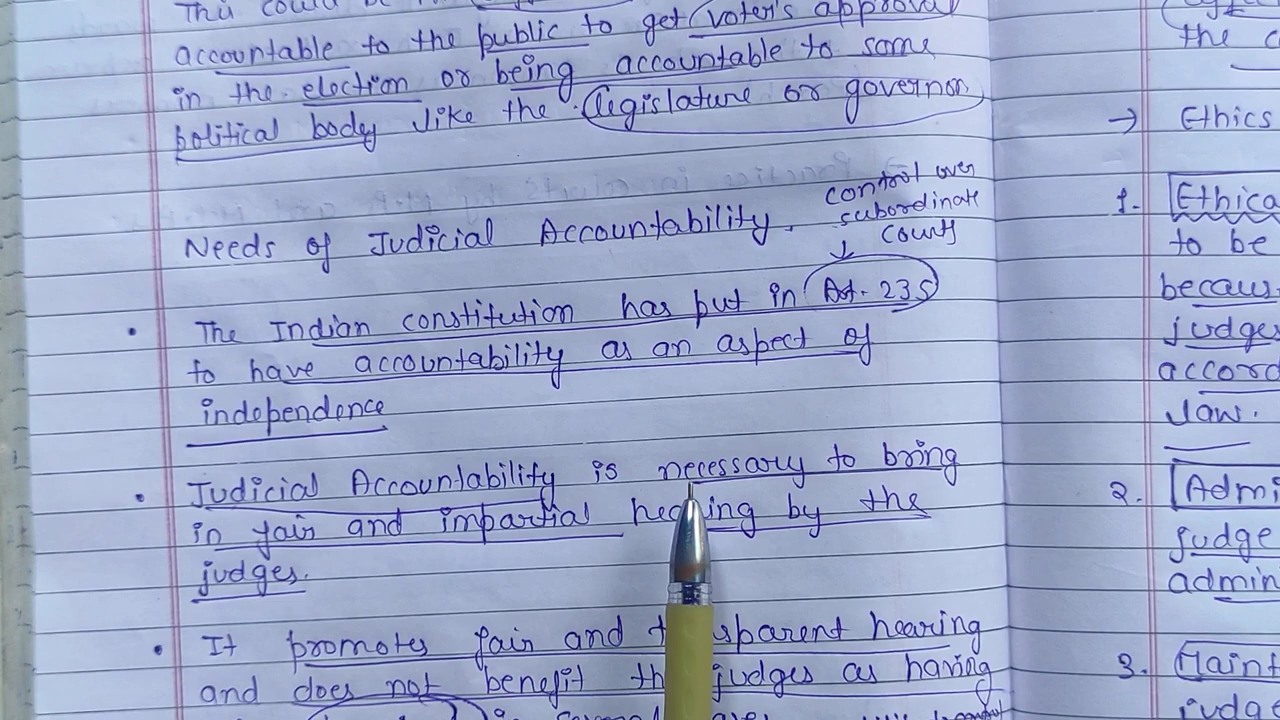 This could be
accountable to the public to get voter's approval
in the election or being accountable to some
political body like the legislature or governor
Needs of Judicial Accountability.
control over
subordinate
courts
• The Indian constitution has put in Art. 235
to have accountability as an aspect of
independence
• Judicial Accountability is necessary to bring
in fair and impartial hearing by the
judges.
• It promotes fair and transparent hearing
and does not benefit the judges as having
the
→ Ethics
1. Ethica
to be
becaus
judge
accord
law.
2. Admi
judge
admin
3. Maint
judge